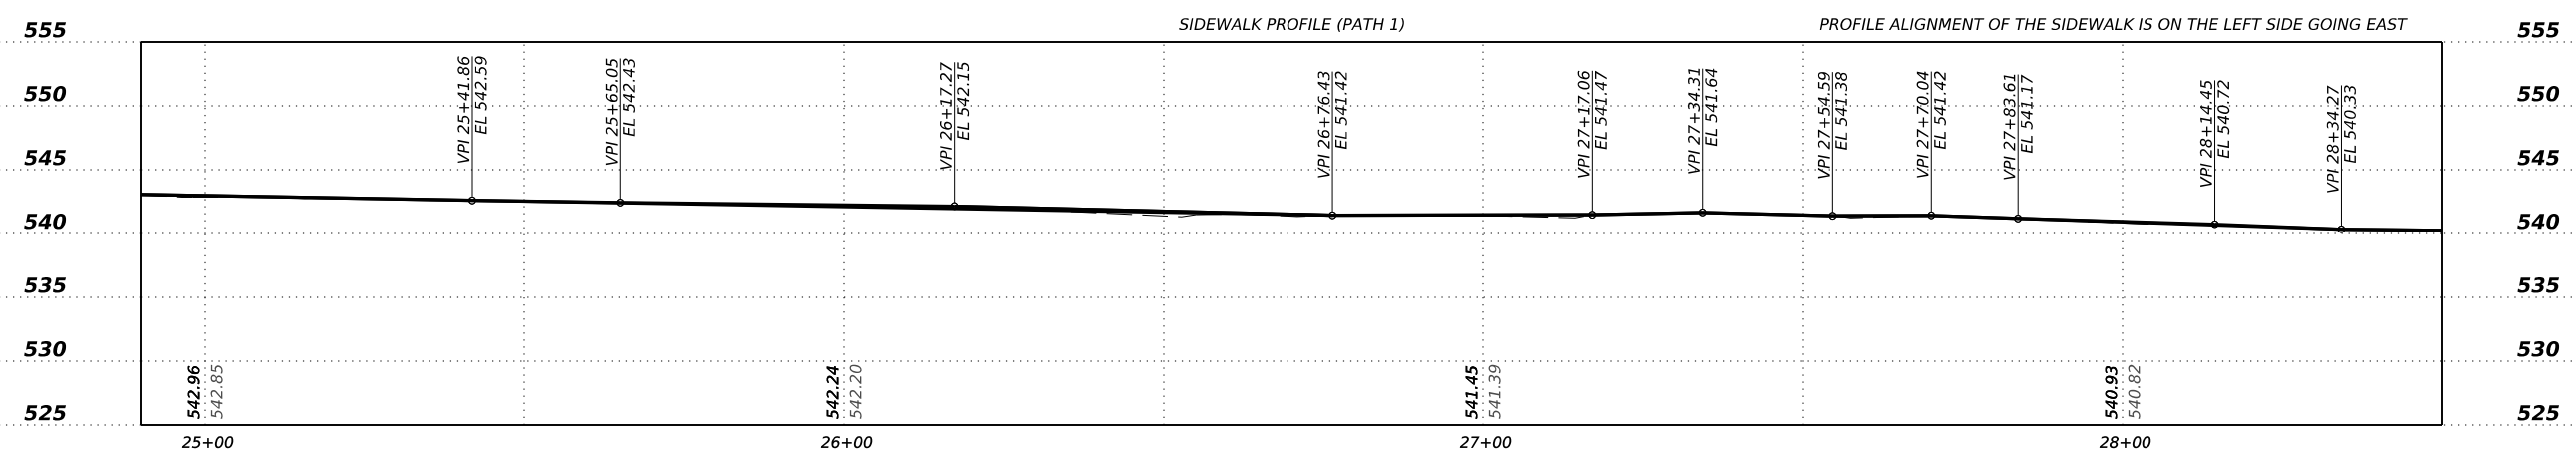 SIDEWALK PROFILE (PATH 1)
PROFILE ALIGNMENT OF THE SIDEWALK IS ON THE LEFT SIDE GOING EAST
555
555
VPI 25+41.86
EL 542.59
VPI 25+65.05
EL 542.43
VPI 26+17.27
EL 542.15
VPI 26+76.43
EL 541.42
VPI 27+17.06
EL 541.47
VPI 27+34.31
EL 541.64
VPI 27+54.59
EL 541.38
VPI 27+70.04
EL 541.42
VPI 27+83.61
EL 541.17
VPI 28+14.45
EL 540.72
VPI 28+34.27
EL 540.33
550
550
545
545
540
540
535
535
530
530
542.96
542.85
542.24
542.20
541.45
541.39
540.93
540.82
525
525
25+00
26+00
27+00
28+00